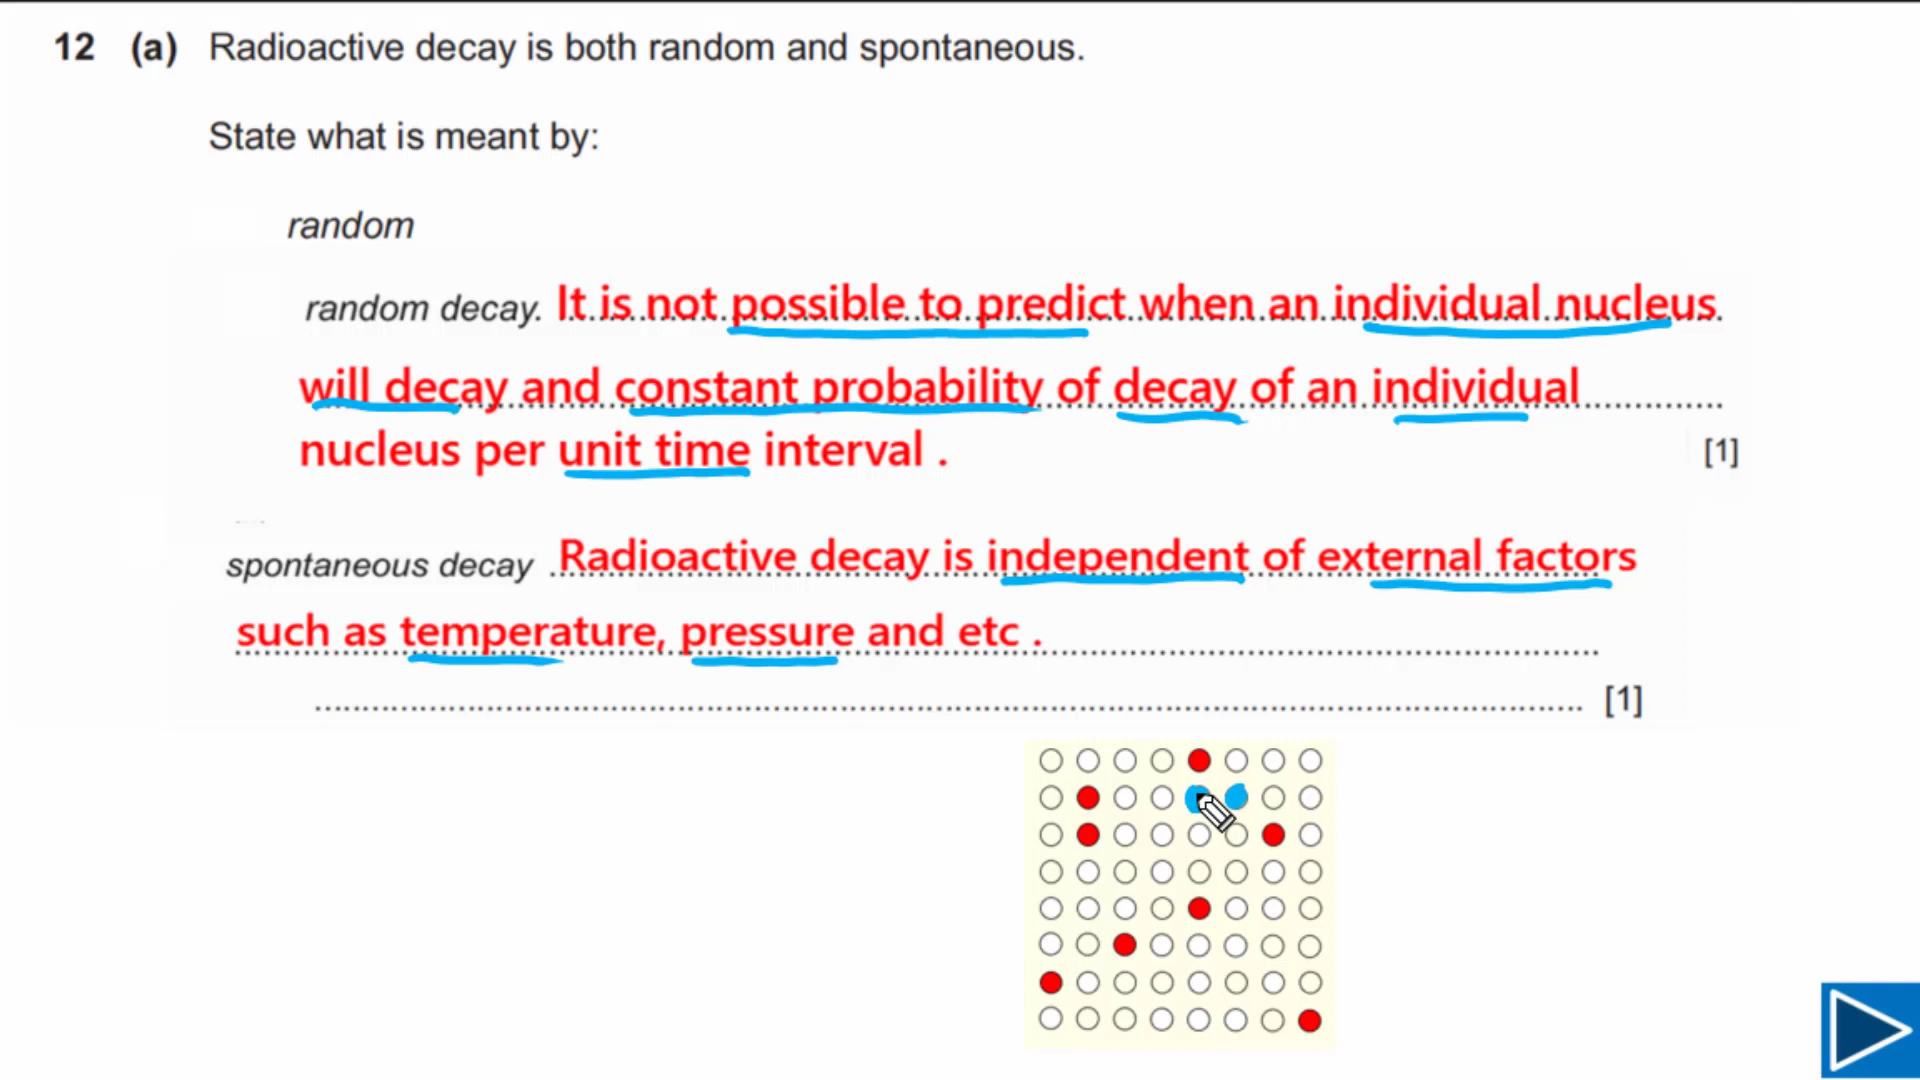 12 (a) Radioactive decay is both random and spontaneous.
State what is meant by:
random
random decay. It is not possible to predict when an individual nucleus
will decay and constant probability of decay of an individual
nucleus per unit time interval .
[1]
spontaneous decay Radioactive decay is independent of external factors
such as temperature, pressure and etc .
[1]